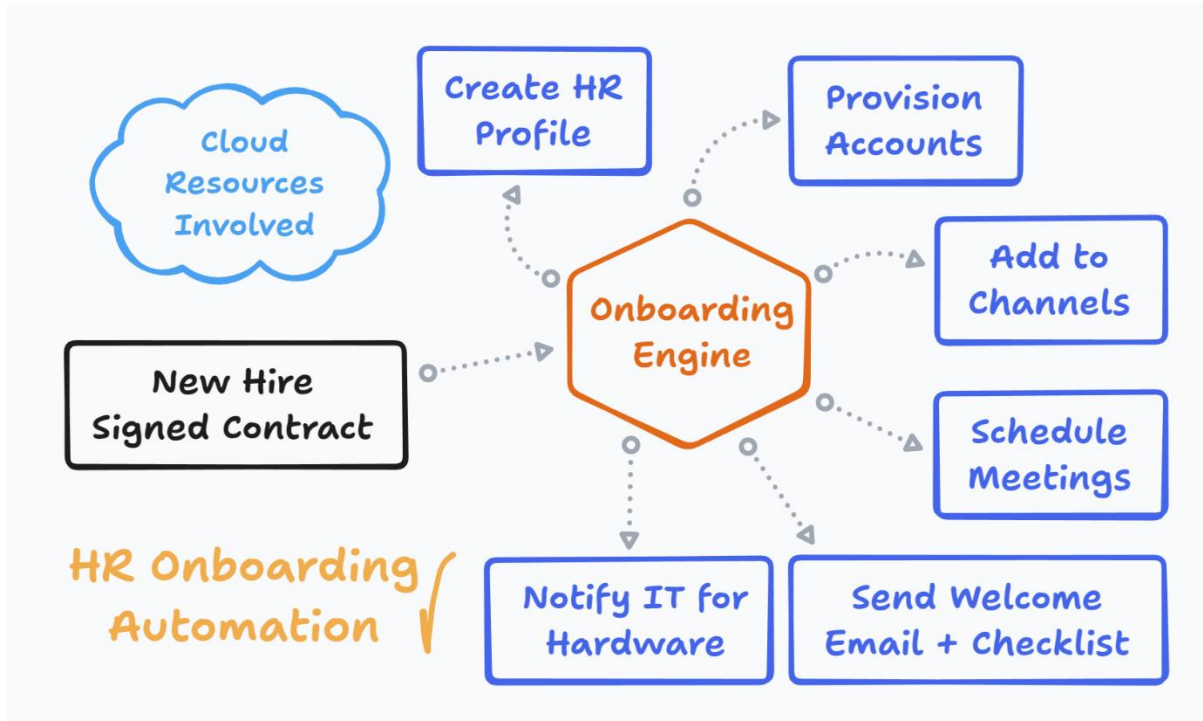 Create HR
Profile
Provision
Accounts
Cloud
Resources
Involved
Add to
Channels
Onboarding
Engine
New Hire
Signed Contract
Schedule
Meetings
HR Onboarding
Automation
Notify IT for
Hardware
Send Welcome
Email + Checklist